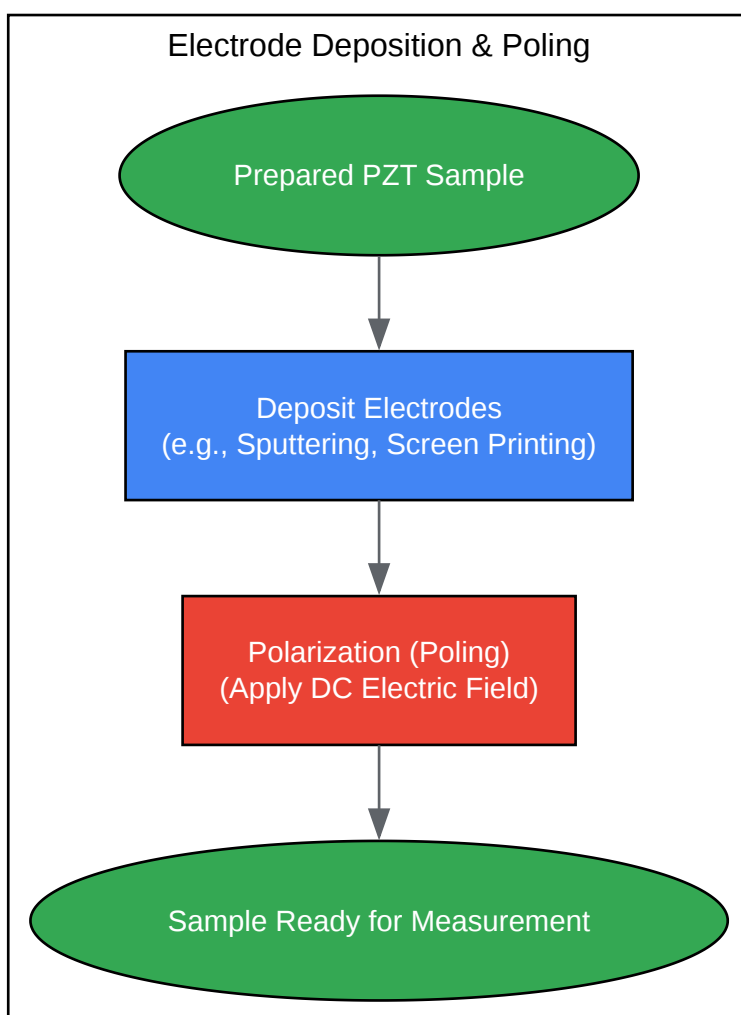 Electrode Deposition & Poling
Prepared PZT Sample
Deposit Electrodes
(e.g., Sputtering, Screen Printing)
Polarization (Poling)
(Apply DC Electric Field)
Sample Ready for Measurement